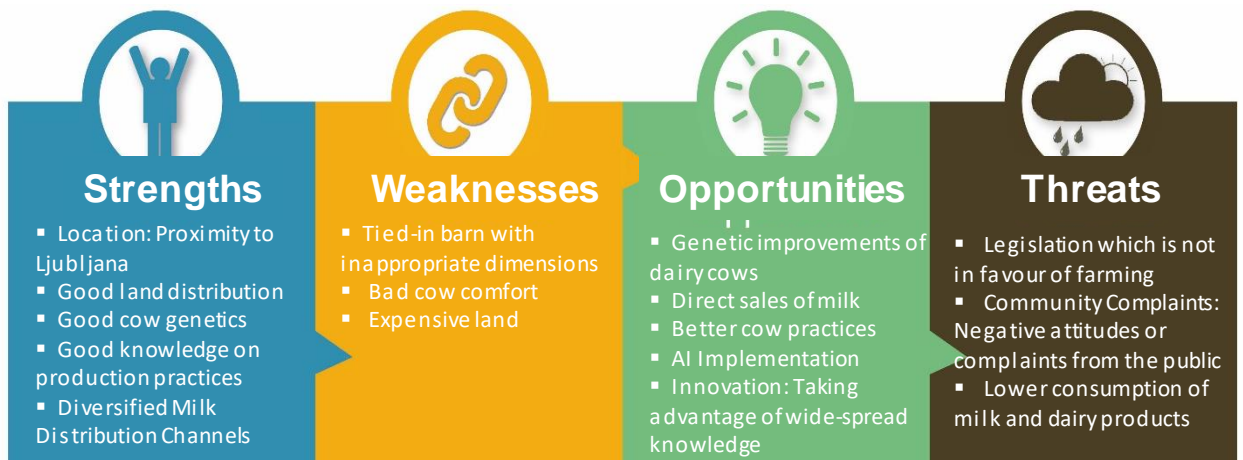 Strengths
▪ Location: Proximity to
Ljubljana
▪ Good land distribution
▪ Good cow genetics
▪ Good knowledge on
production practices
▪ Diversified Milk
Distribution Channels
Weaknesses
▪ Tied-in barn with
inappropriate dimensions
▪ Bad cow comfort
▪ Expensive land
Opportunities
▪ Genetic improvements of
dairy cows
▪ Direct sales of milk
▪ Better cow practices
▪ AI Implementation
▪ Innovation: Taking
advantage of wide-spread
knowledge
Threats
▪ Legislation which is not
in favour of farming
▪ Community Complaints:
Negative attitudes or
complaints from the public
▪ Lower consumption of
milk and dairy products